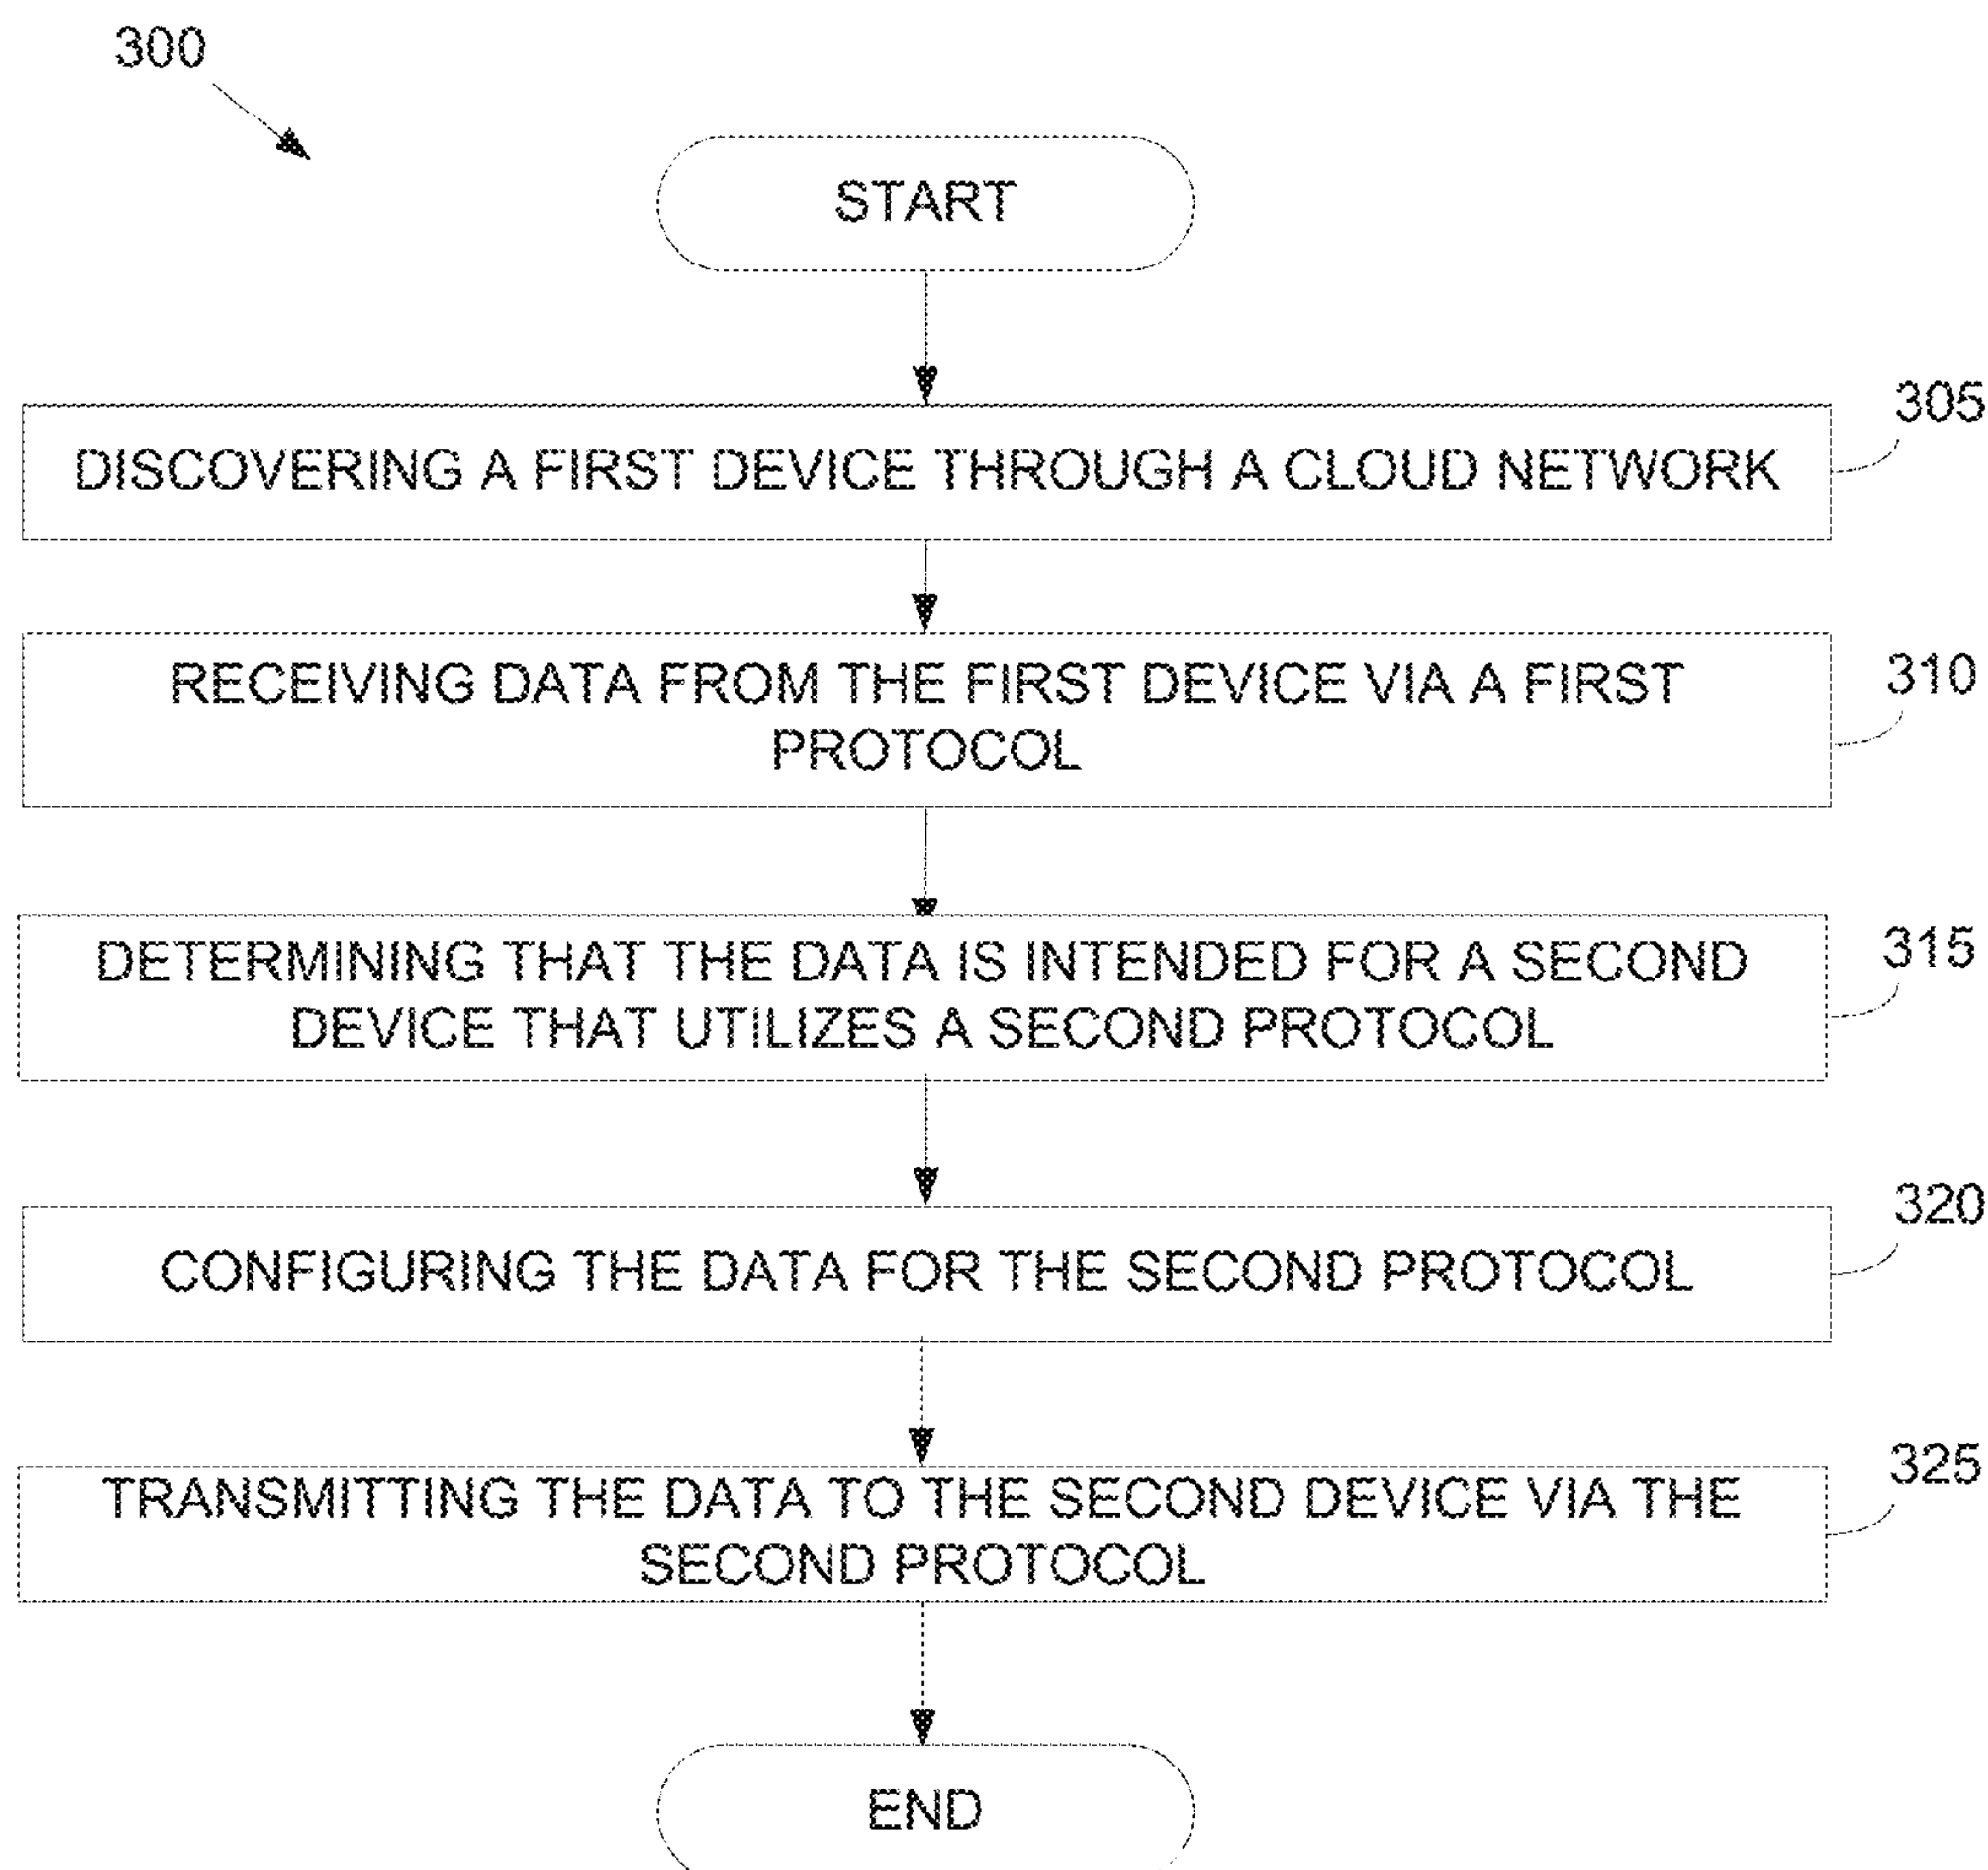 300
START
305
DISCOVERING A FIRST DEVICE THROUGH A CLOUD NETWORK
310
RECEIVING DATA FROM THE FIRST DEVICE VIA A FIRST
PROTOCOL
315
DETERMINING THAT THE DATA IS INTENDED FOR A SECOND
DEVICE THAT UTILIZES A SECOND PROTOCOL
320
CONFIGURING THE DATA FOR THE SECOND PROTOCOL
325
TRANSMITTING THE DATA TO THE SECOND DEVICE VIA THE
SECOND PROTOCOL
END